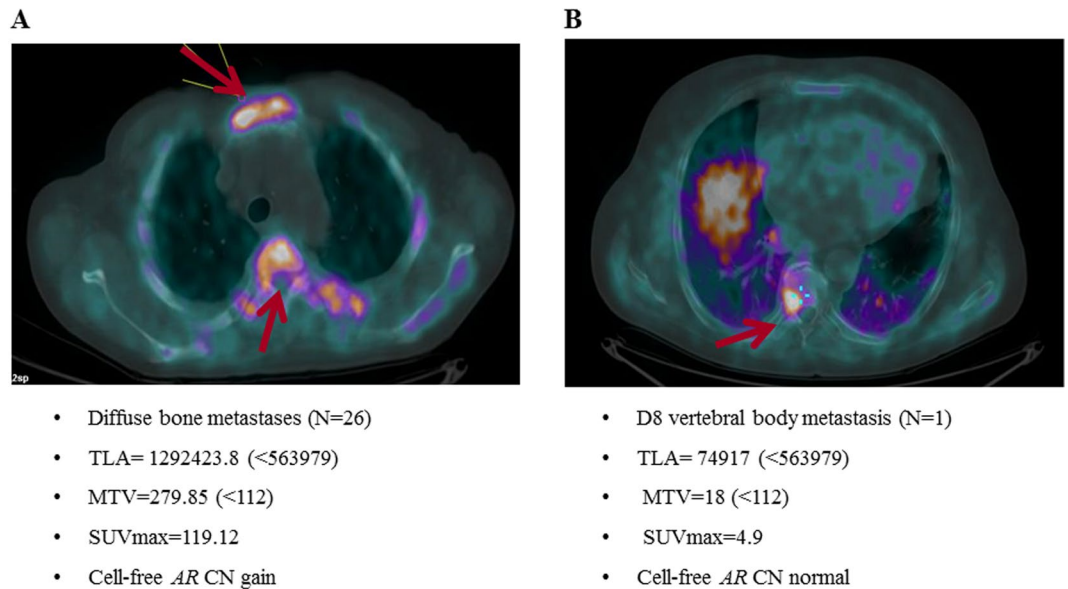 A
B
2sp
• Diffuse bone metastases (N=26)
• TLA= 1292423.8 (<563979)
• MTV=279.85 (<112)
• SUVmax=119.12
• Cell-free AR CN gain
• D8 vertebral body metastasis (N=1)
• TLA= 74917 (<563979)
• MTV=18 (<112)
• SUVmax=4.9
• Cell-free AR CN normal